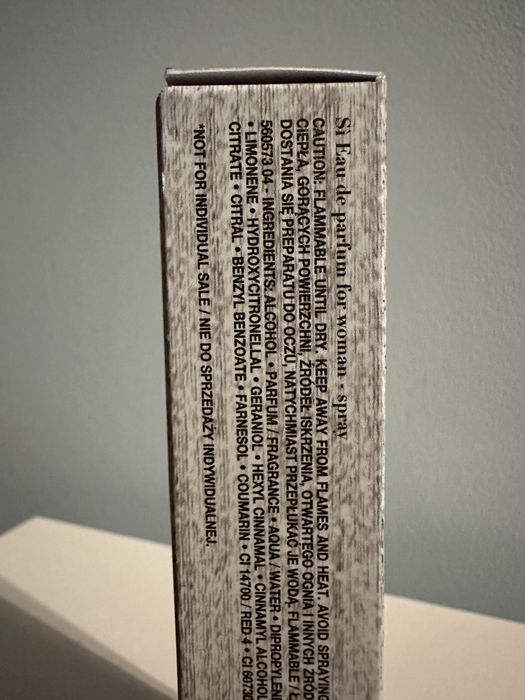 Sì Eau de parfum for woman - spray
CAUTION: FLAMMABLE UNTIL DRY. KEEP AWAY FROM FLAMES AND HEAT. AVOID SPRAYING
CIEPŁA, GORĄCYCH POWIERZCHNI, ŹRÓDEŁ ISKRZENIA, OTWARTEGO OGNIA I INNYCH ŹRÓD
DOSTANIA SIĘ PREPARATU DO OCZU, NATYCHMIAST PRZEPŁUKAĆ JE WODĄ. FLAMMABLE /
560573 04 - INGREDIENTS: ALCOHOL • PARFUM / FRAGRANCE • AQUA / WATER • DIPROPYLEN
• LIMONENE • HYDROXYCITRONELLAL • GERANIOL • HEXYL CINNAMAL • CINNAMYL ALCOHOL
CITRATE • CITRAL • BENZYL BENZOATE • FARNESOL • COUMARIN • CI 14700 / RED 4 • CI 60730
*NOT FOR INDIVIDUAL SALE / NIE DO SPRZEDAŻY INDYWIDUALNEJ.